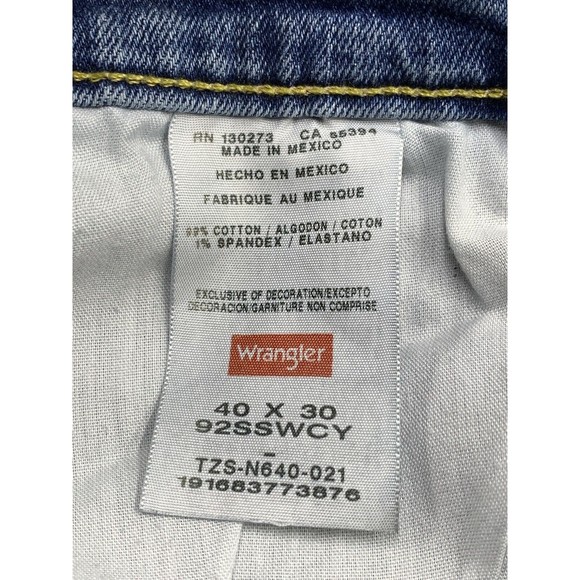 RN 130273 CA 55394
MADE IN MEXICO
HECHO EN MEXICO
FABRIQUE AU MEXIQUE
99% COTTON / ALGODON / COTON
1% SPANDEX / ELASTANO
EXCLUSIVE OF DECORATION/EXCEPTO
DECORACION/GARNITURE NON COMPRISE
Wrangler
40 X 30
92SSWCY
-
TZS-N640-021
191683773876